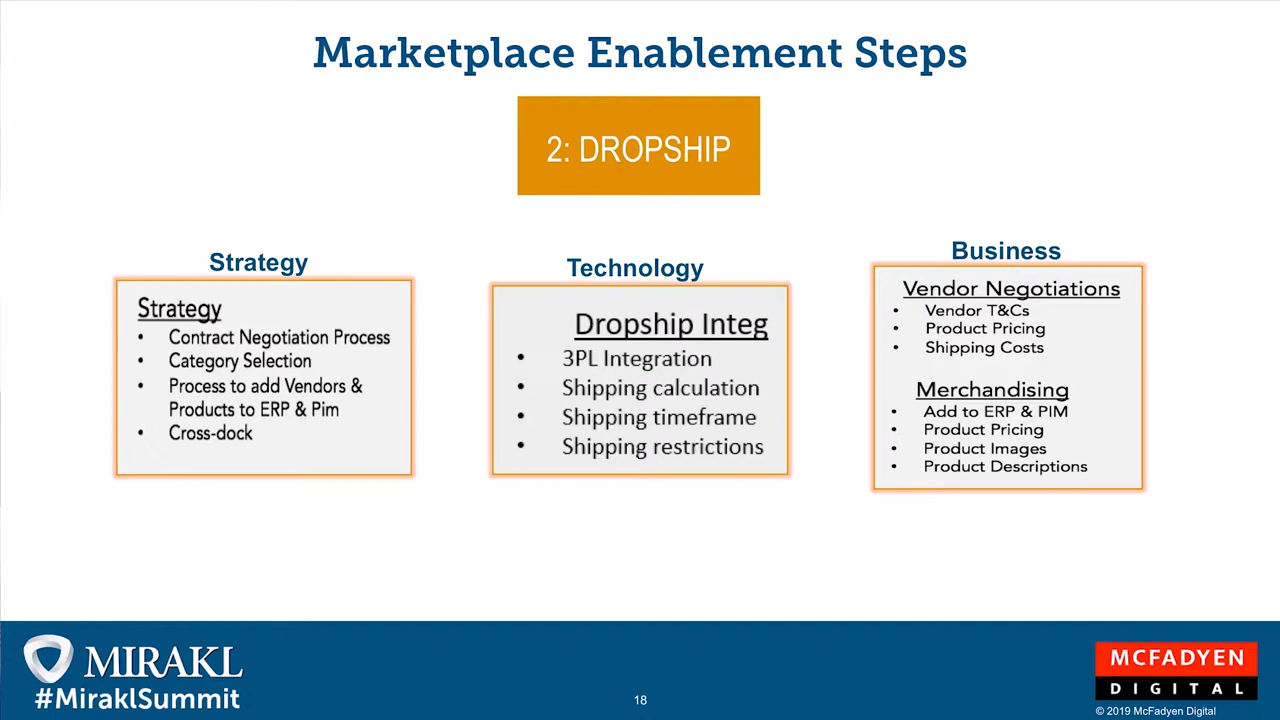 Marketplace Enablement Steps
2: DROPSHIP
Strategy
Strategy
• Contract Negotiation Process
• Category Selection
• Process to add Vendors &
Products to ERP & Pim
• Cross-dock
Technology
Dropship Integ
• 3PL Integration
• Shipping calculation
• Shipping timeframe
• Shipping restrictions
Business
Vendor Negotiations
• Vendor T&Cs
• Product Pricing
• Shipping Costs
Merchandising
• Add to ERP & PIM
• Product Pricing
• Product Images
• Product Descriptions
MIRAKL
#MiraklSummit
18
MCFADYEN
DIGITAL
© 2019 McFadyen Digital